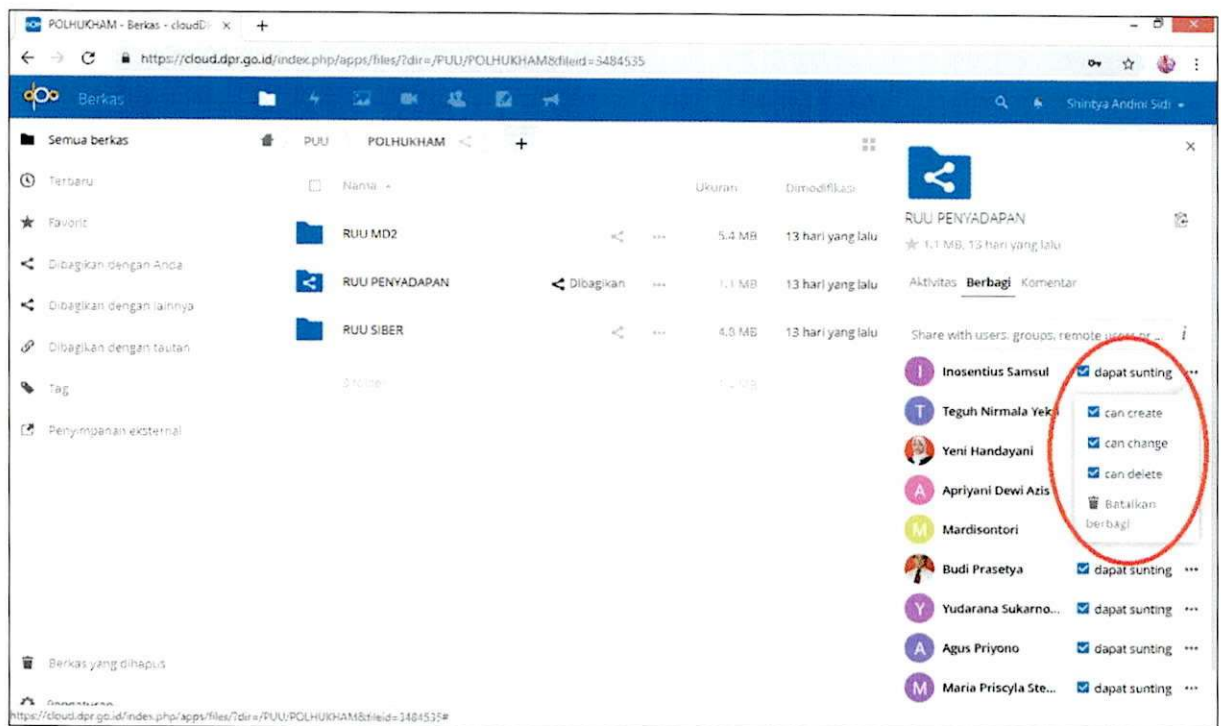 POLHUKHAM - Berkas - cloudD
https://cloud.dpr.go.id/index.php/apps/files/?dir=/PUU/POLHUKHAM&fileid=3484535
Berkas
Shintya Andini Sidi
Semua berkas
PUU POLHUKHAM +
Terbaru
Nama
Ukuran
Dimodifikasi
RUU PENYADAPAN
1.1 MB, 13 hari yang lalu
Favorit
RUU MD2 ... 5.4 MB 13 hari yang lalu
Dibagikan dengan Anda
RUU PENYADAPAN Dibagikan ... 1.1 MB 13 hari yang lalu
Aktivitas Berbagi Komentar
Dibagikan dengan lainnya
RUU SIBER ... 4.8 MB 13 hari yang lalu
Share with users, groups, remote users or ... i
Dibagikan dengan tautan
Tag
3 folder
Penyimpanan eksternal
I Inosentius Samsul dapat sunting ...
T Teguh Nirmala Yek
can create
Yeni Handayani
can change
can delete
A Apriyani Dewi Azis
Batalkan
berbagi
M Mardisontori
Budi Prasetya dapat sunting ...
Y Yudarana Sukarno... dapat sunting ...
A Agus Priyono dapat sunting ...
M Maria Priscyla Ste... dapat sunting ...
Berkas yang dihapus
Pengaturan
https://cloud.dpr.go.id/index.php/apps/files/?dir=/PUU/POLHUKHAM&fileid=3484535#